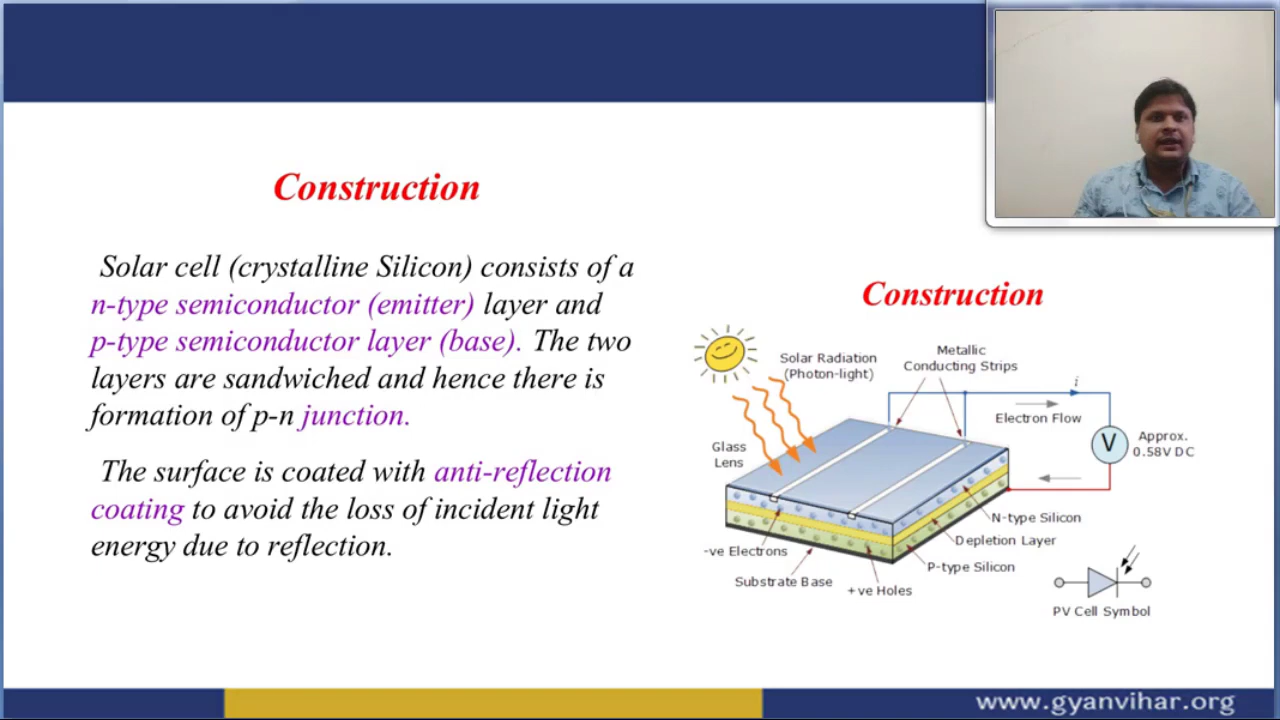 Construction
Solar cell (crystalline Silicon) consists of a
n-type semiconductor (emitter) layer and
p-type semiconductor layer (base). The two
layers are sandwiched and hence there is
formation of p-n junction.
The surface is coated with anti-reflection
coating to avoid the loss of incident light
energy due to reflection.
Construction
Solar Radiation
(Photon-light)
Metallic
Conducting Strips
i
Electron Flow
Glass
Lens
V
Approx.
0.58V DC
N-type Silicon
Depletion Layer
P-type Silicon
-ve Electrons
Substrate Base
+ve Holes
PV Cell Symbol
www.gyanvihar.org